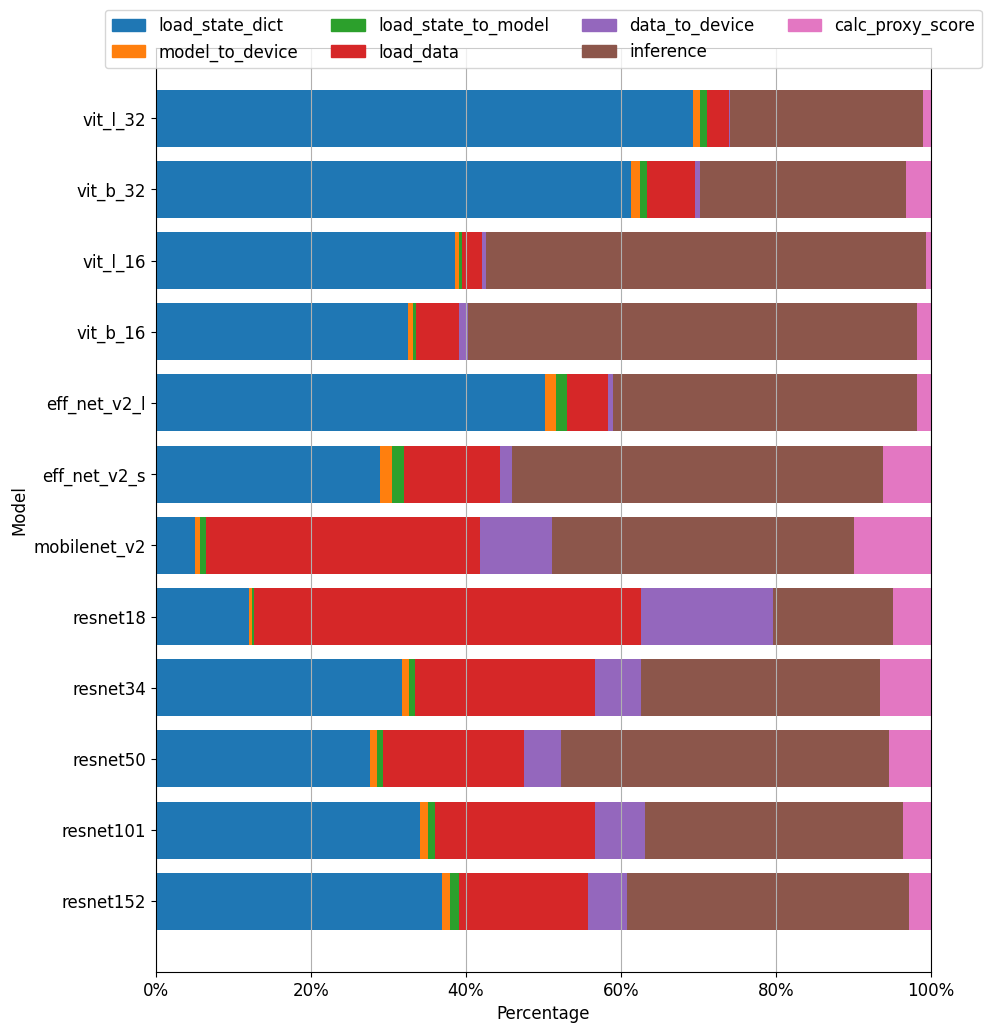 load_state_dict load_state_to_model data_to_device calc_proxy_score
model_to_device load_data inference
vit_l_32
vit_b_32
vit_l_16
vit_b_16
eff_net_v2_l
eff_net_v2_s
mobilenet_v2
resnet18
resnet34
resnet50
resnet101
resnet152
Model
0% 20% 40% 60% 80% 100%
Percentage